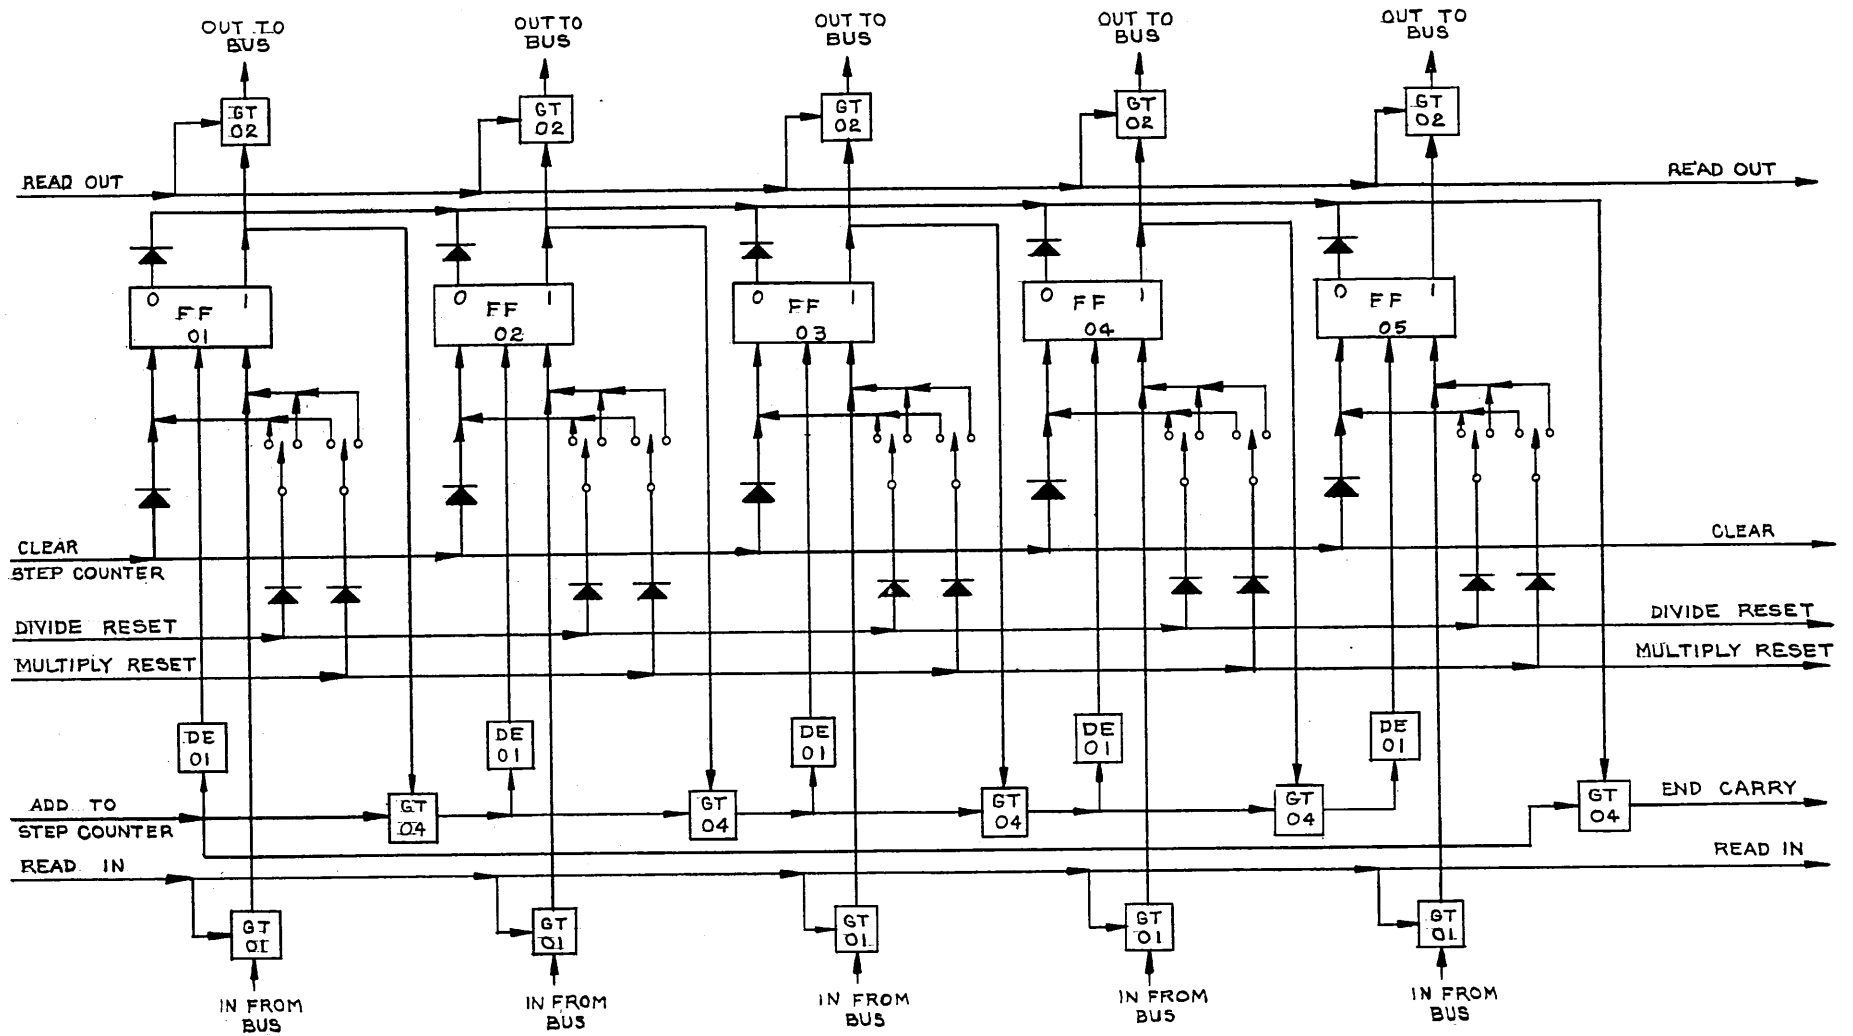 OUT TO
BUS
OUT TO
BUS
OUT TO
BUS
OUT TO
BUS
OUT TO
BUS
GT
02
GT
02
GT
02
GT
02
GT
02
READ OUT
READ OUT
0 FF 1
01
0 FF 1
02
0 FF 1
03
0 FF 1
04
0 FF 1
05
CLEAR
STEP COUNTER
CLEAR
DIVIDE RESET
DIVIDE RESET
MULTIPLY RESET
MULTIPLY RESET
DE
01
DE
01
DE
01
DE
01
DE
01
ADD TO
STEP COUNTER
GT
04
GT
04
GT
04
GT
04
GT
04
END CARRY
READ IN
READ IN
GT
01
GT
01
GT
01
GT
01
GT
01
IN FROM
BUS
IN FROM
BUS
IN FROM
BUS
IN FROM
BUS
IN FROM
BUS